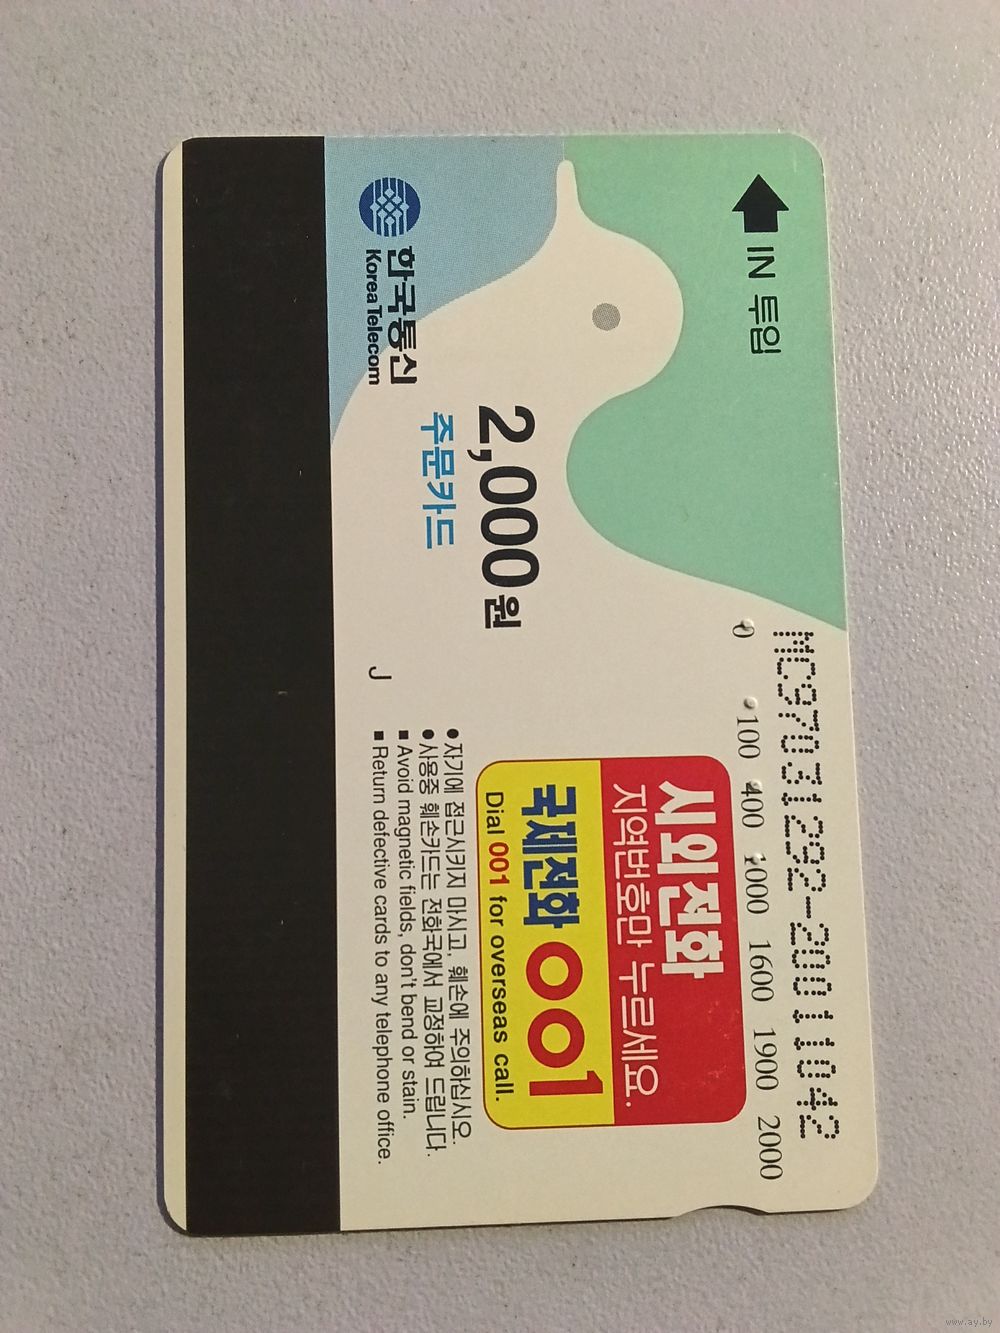 IN 투입
한국통신
Korea Telecom
2,000원
주문카드
J
MC97031292-20011042
0 100 400 1000 1600 1900 2000
시외전화
지역번호만 누르세요.
국제전화 001
Dial 001 for overseas call.
● 자기에 접근시키지 마시고, 훼손에 주의하십시오.
● 사용중 훼손카드는 전화국에서 교정하여 드립니다.
■ Avoid magnetic fields, don't bend or stain.
■ Return defective cards to any telephone office.
www.ay.by